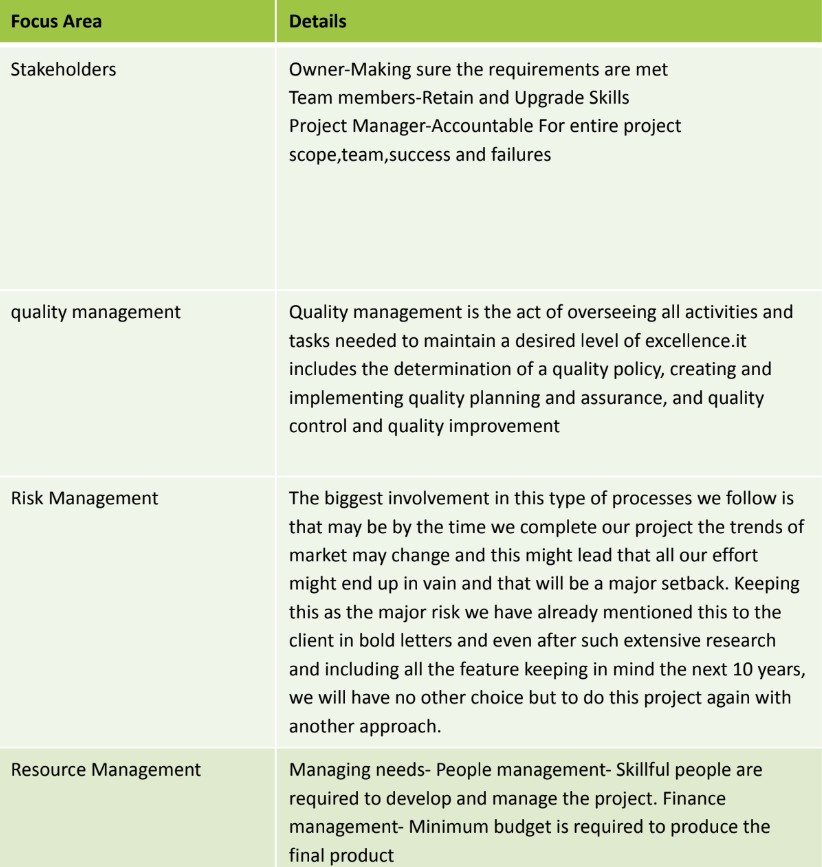 Focus Area
Details
Stakeholders
Owner-Making sure the requirements are met
Team members-Retain and Upgrade Skills
Project Manager-Accountable For entire project
scope,team,success and failures
quality management
Quality management is the act of overseeing all activities and
tasks needed to maintain a desired level of excellence.it
includes the determination of a quality policy, creating and
implementing quality planning and assurance, and quality
control and quality improvement
Risk Management
The biggest involvement in this type of processes we follow is
that may be by the time we complete our project the trends of
market may change and this might lead that all our effort
might end up in vain and that will be a major setback. Keeping
this as the major risk we have already mentioned this to the
client in bold letters and even after such extensive research
and including all the feature keeping in mind the next 10 years,
we will have no other choice but to do this project again with
another approach.
Resource Management
Managing needs- People management- Skillful people are
required to develop and manage the project. Finance
management- Minimum budget is required to produce the
final product